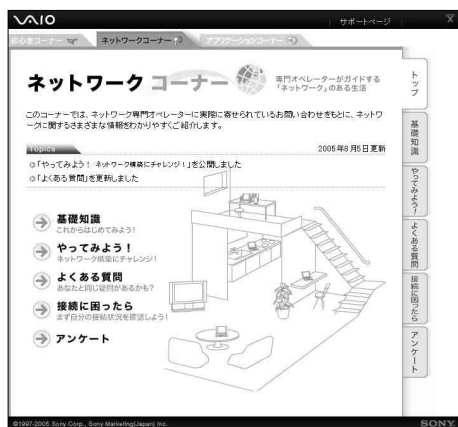 VAIO
サポートページ
X
初心者コーナー
ネットワークコーナー
アプリケーションコーナー
ネットワーク コーナー
専門オペレーターがガイドする
「ネットワーク」のある生活
このコーナーでは、ネットワーク専門オペレーターに実際に寄せられているお問い合わせをもとに、ネットワ
ークに関するさまざまな情報をわかりやすくご紹介します。
Topics
2005年8月5日更新
「やってみよう! ネットワーク構築にチャレンジ!」を公開しました
「よくある質問」を更新しました
基礎知識
これからはじめてみよう!
やってみよう!
ネットワーク構築にチャレンジ!
よくある質問
あなたと同じ疑問があるかも?
接続に困ったら
まず自分の接続状況を確認しよう!
アンケート
トップ
基礎知識
やってみよう!
よくある質問
接続に困ったら
アンケート
©1997-2005 Sony Corp., Sony Marketing(Japan) Inc.
SONY